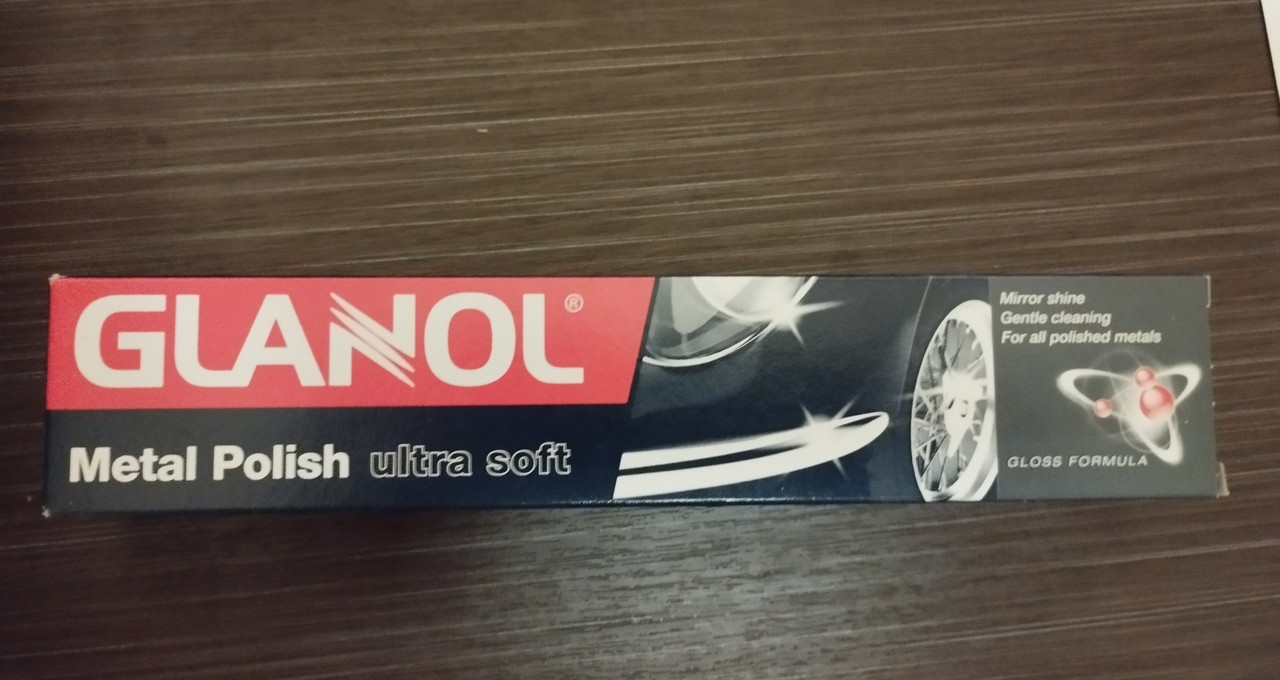 GLANOL®
Metal Polish ultra soft
Mirror shine
Gentle cleaning
For all polished metals
GLOSS FORMULA